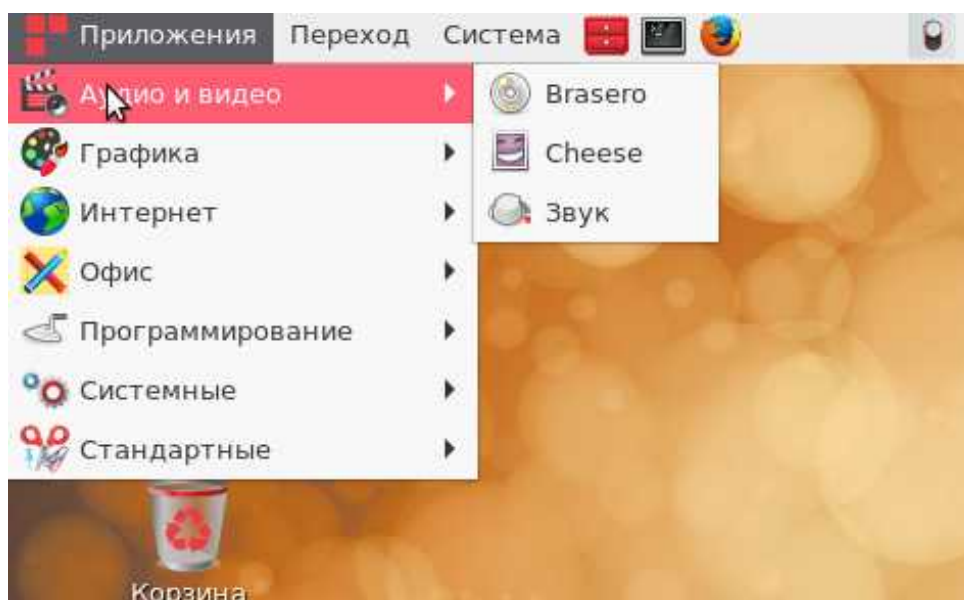 Приложения Переход Система
Аудио и видео
Brasero
Графика
Cheese
Интернет
Звук
Офис
Программирование
Системные
Стандартные
Корзина